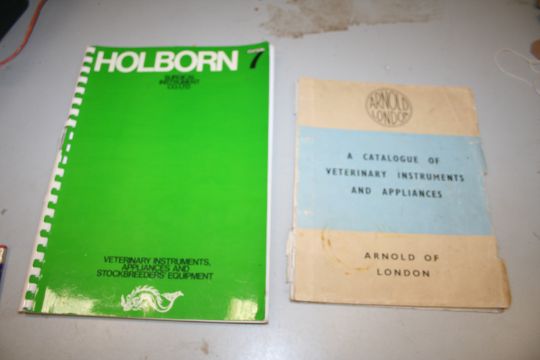 HOLBORN
7
SURGICAL
INSTRUMENT
CO. LTD
VETERINARY INSTRUMENTS,
APPLIANCES AND
STOCKBREEDERS' EQUIPMENT
ARNOLD
LONDON
A CATALOGUE OF
VETERINARY INSTRUMENTS
AND APPLIANCES
ARNOLD OF
LONDON